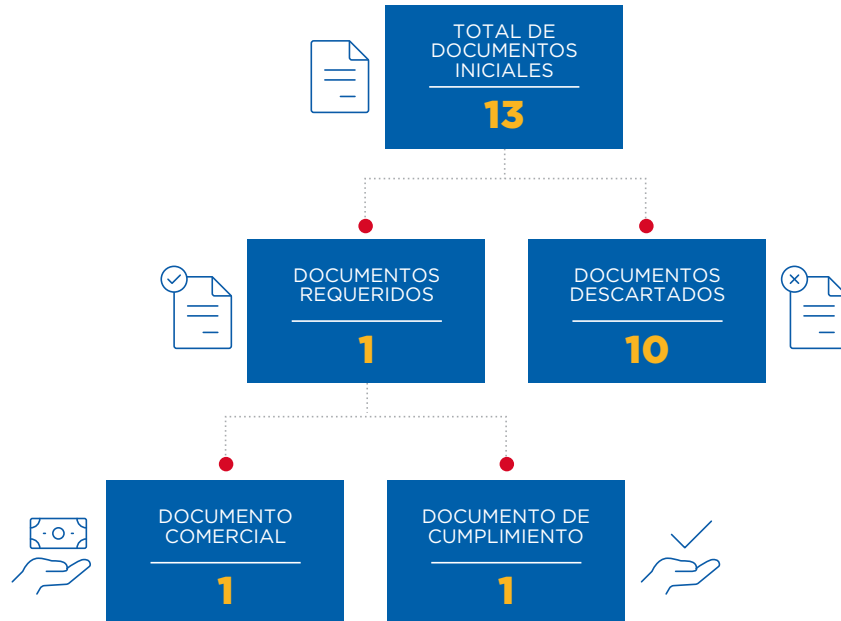 TOTAL DE
DOCUMENTOS
INICIALES
13
DOCUMENTOS
REQUERIDOS
1
DOCUMENTOS
DESCARTADOS
10
DOCUMENTO
COMERCIAL
1
DOCUMENTO DE
CUMPLIMIENTO
1